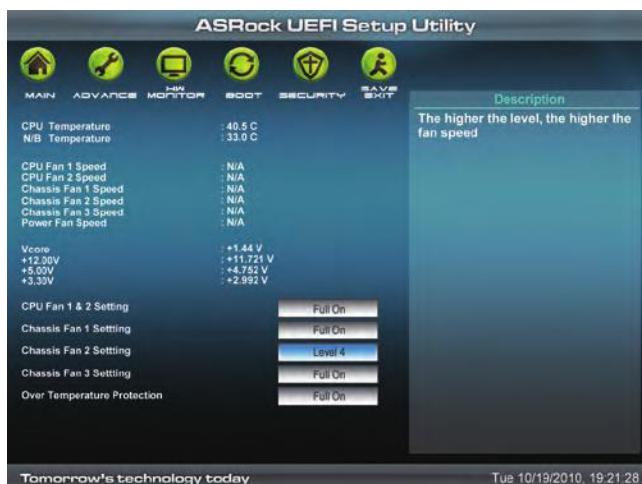 ASRock UEFI Setup Utility
MAIN
ADVANCE
HW MONITOR
BOOT
SECURITY
SAVE EXIT
Description
The higher the level, the higher the
fan speed
CPU Temperature : 40.5 C
N/B Temperature : 33.0 C
CPU Fan 1 Speed : N/A
CPU Fan 2 Speed : N/A
Chassis Fan 1 Speed : N/A
Chassis Fan 2 Speed : N/A
Chassis Fan 3 Speed : N/A
Power Fan Speed : N/A
Vcore : +1.44 V
+12.00V : +11.721 V
+5.00V : +4.752 V
+3.30V : +2.992 V
CPU Fan 1 & 2 Setting Full On
Chassis Fan 1 Settting Full On
Chassis Fan 2 Settting Level 4
Chassis Fan 3 Settting Full On
Over Temperature Protection Full On
Tomorrow's technology today Tue 10/19/2010, 19:21:28